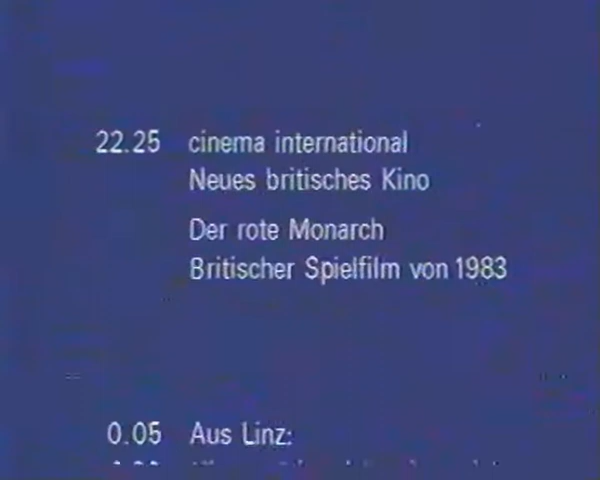 22.25 cinema international
Neues britisches Kino
Der rote Monarch
Britischer Spielfilm von 1983
0.05 Aus Linz: